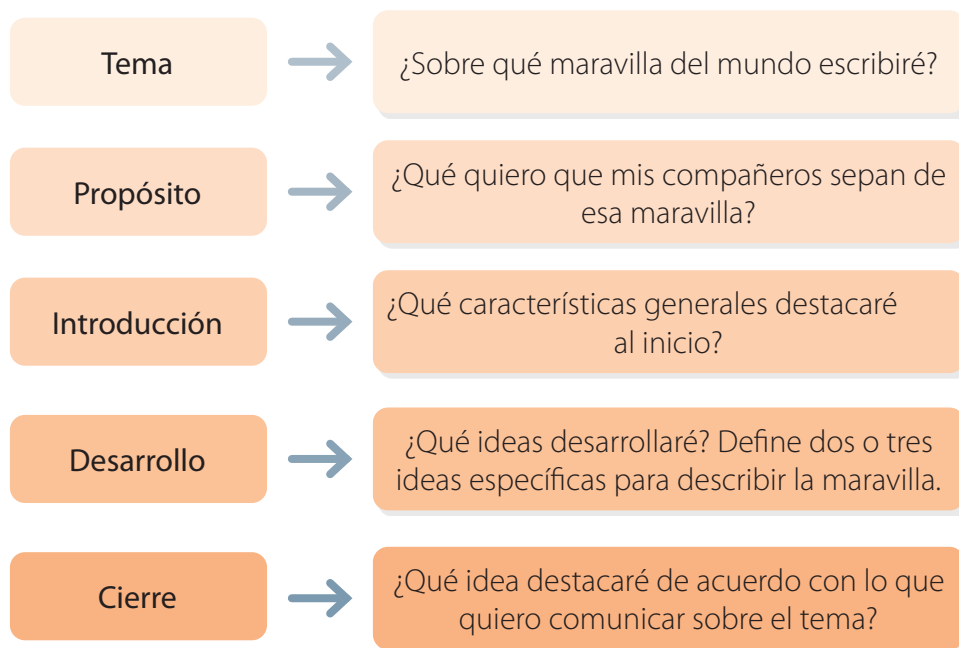 Tema
¿Sobre qué maravilla del mundo escribiré?
Propósito
¿Qué quiero que mis compañeros sepan de
esa maravilla?
Introducción
¿Qué características generales destacaré
al inicio?
Desarrollo
¿Qué ideas desarrollaré? Define dos o tres
ideas específicas para describir la maravilla.
Cierre
¿Qué idea destacaré de acuerdo con lo que
quiero comunicar sobre el tema?